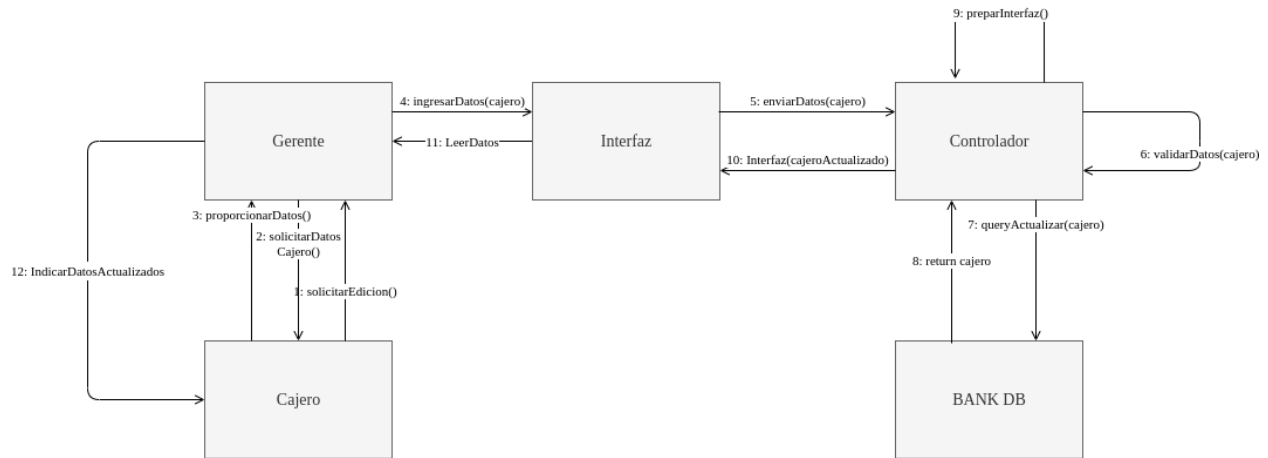 9: preparInterfaz()
4: ingresarDatos(cajero)
5: enviarDatos(cajero)
Gerente
11: LeerDatos
Interfaz
Controlador
6: validarDatos(cajero)
10: Interfaz(cajeroActualizado)
3: proporcionarDatos()
2: solicitarDatos
Cajero()
7: queryActualizar(cajero)
8: return cajero
12: IndicarDatosActualizados
1: solicitarEdicion()
Cajero
BANK DB